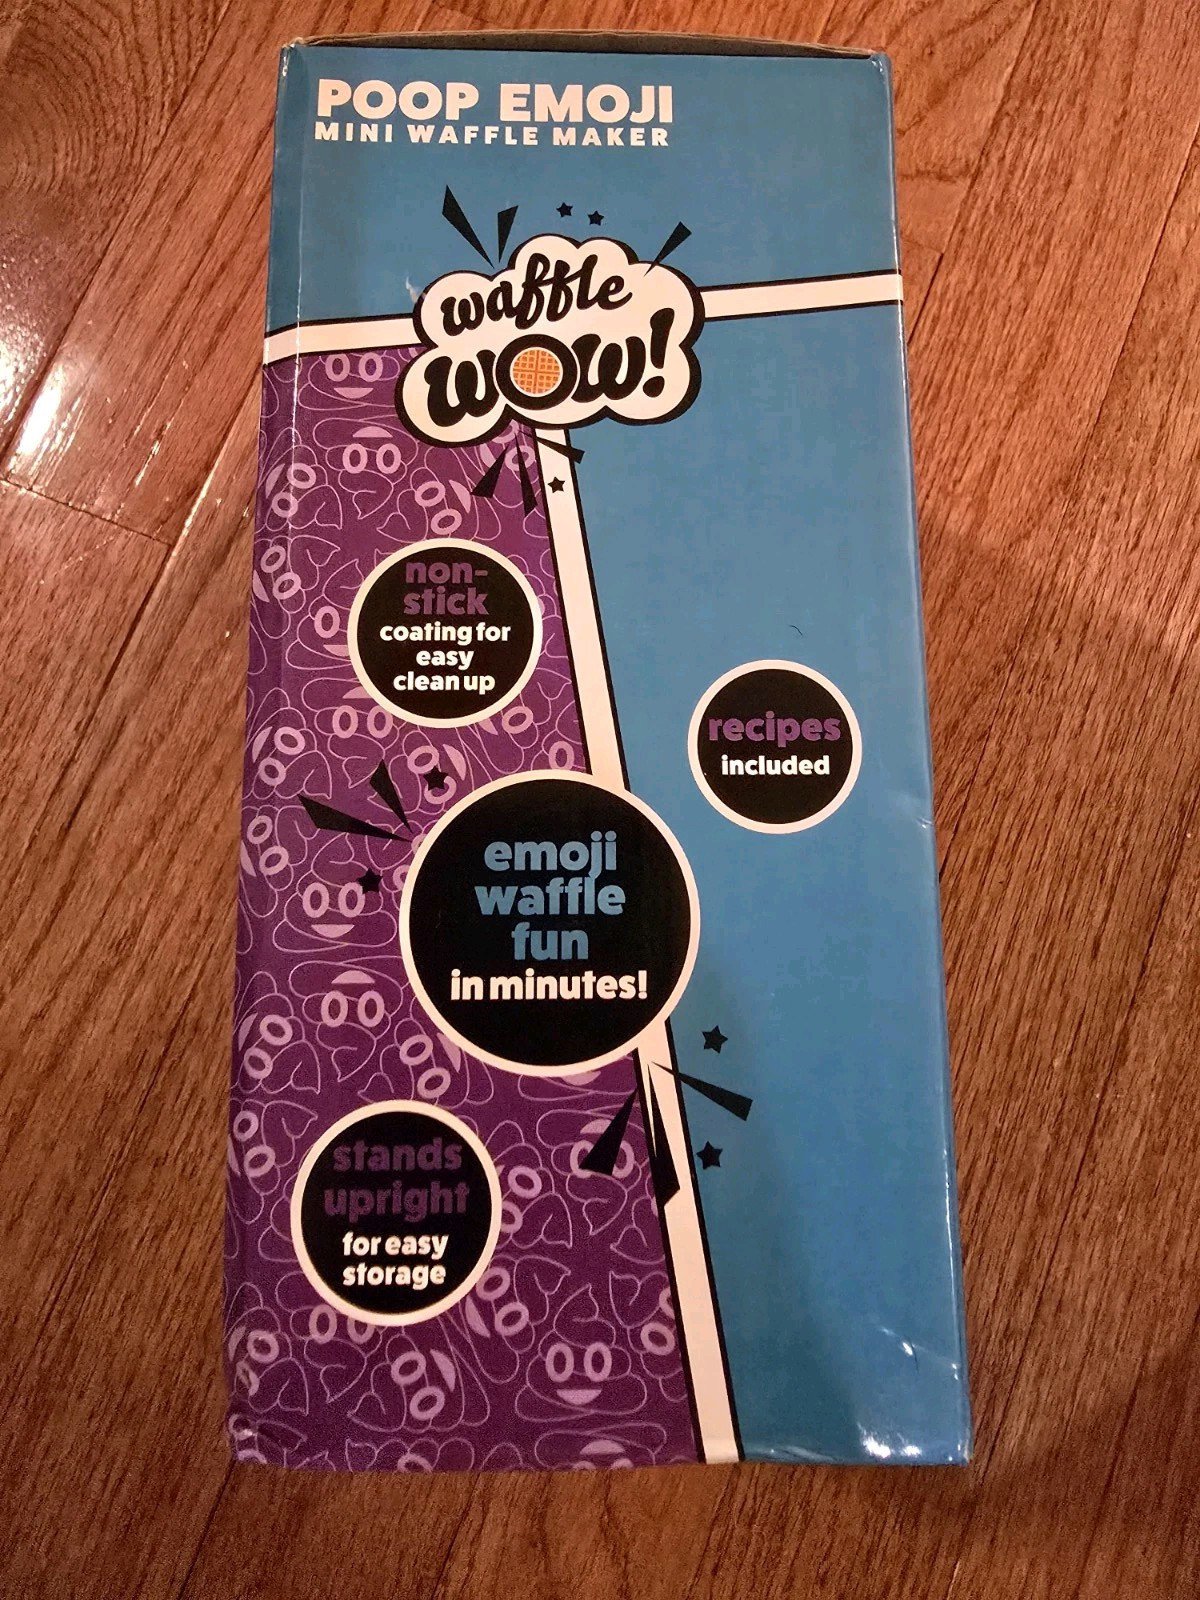 POOP EMOJI
MINI WAFFLE MAKER
waffle
WOW!
non-
stick
coating for
easy
clean up
recipes
included
emoji
waffle
fun
in minutes!
stands
upright
for easy
storage